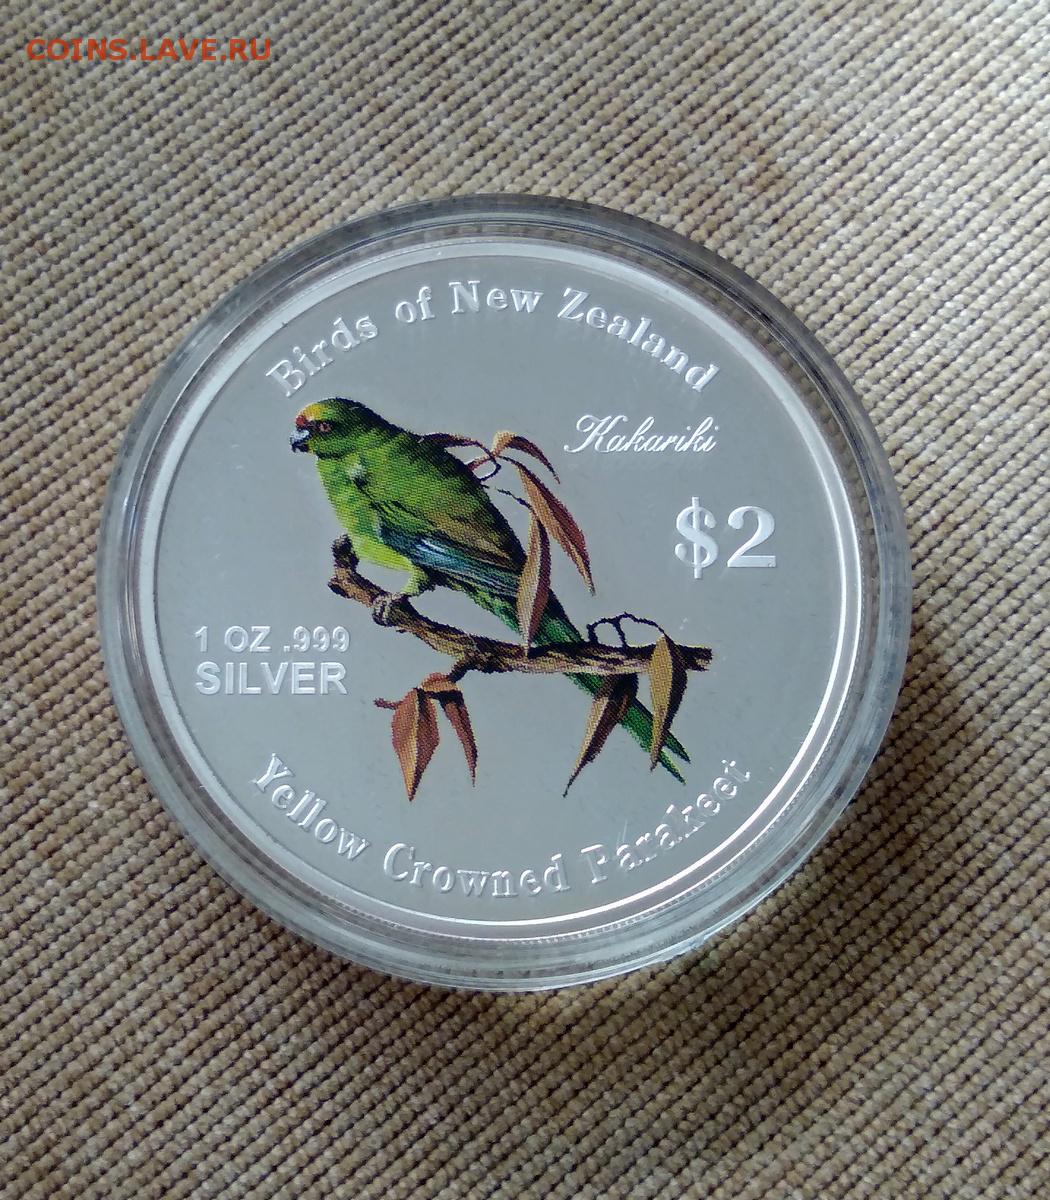 COINS.LAVE.RU
Birds of New Zealand
Kakariki
$2
1 OZ .999
SILVER
Yellow Crowned Parakeet